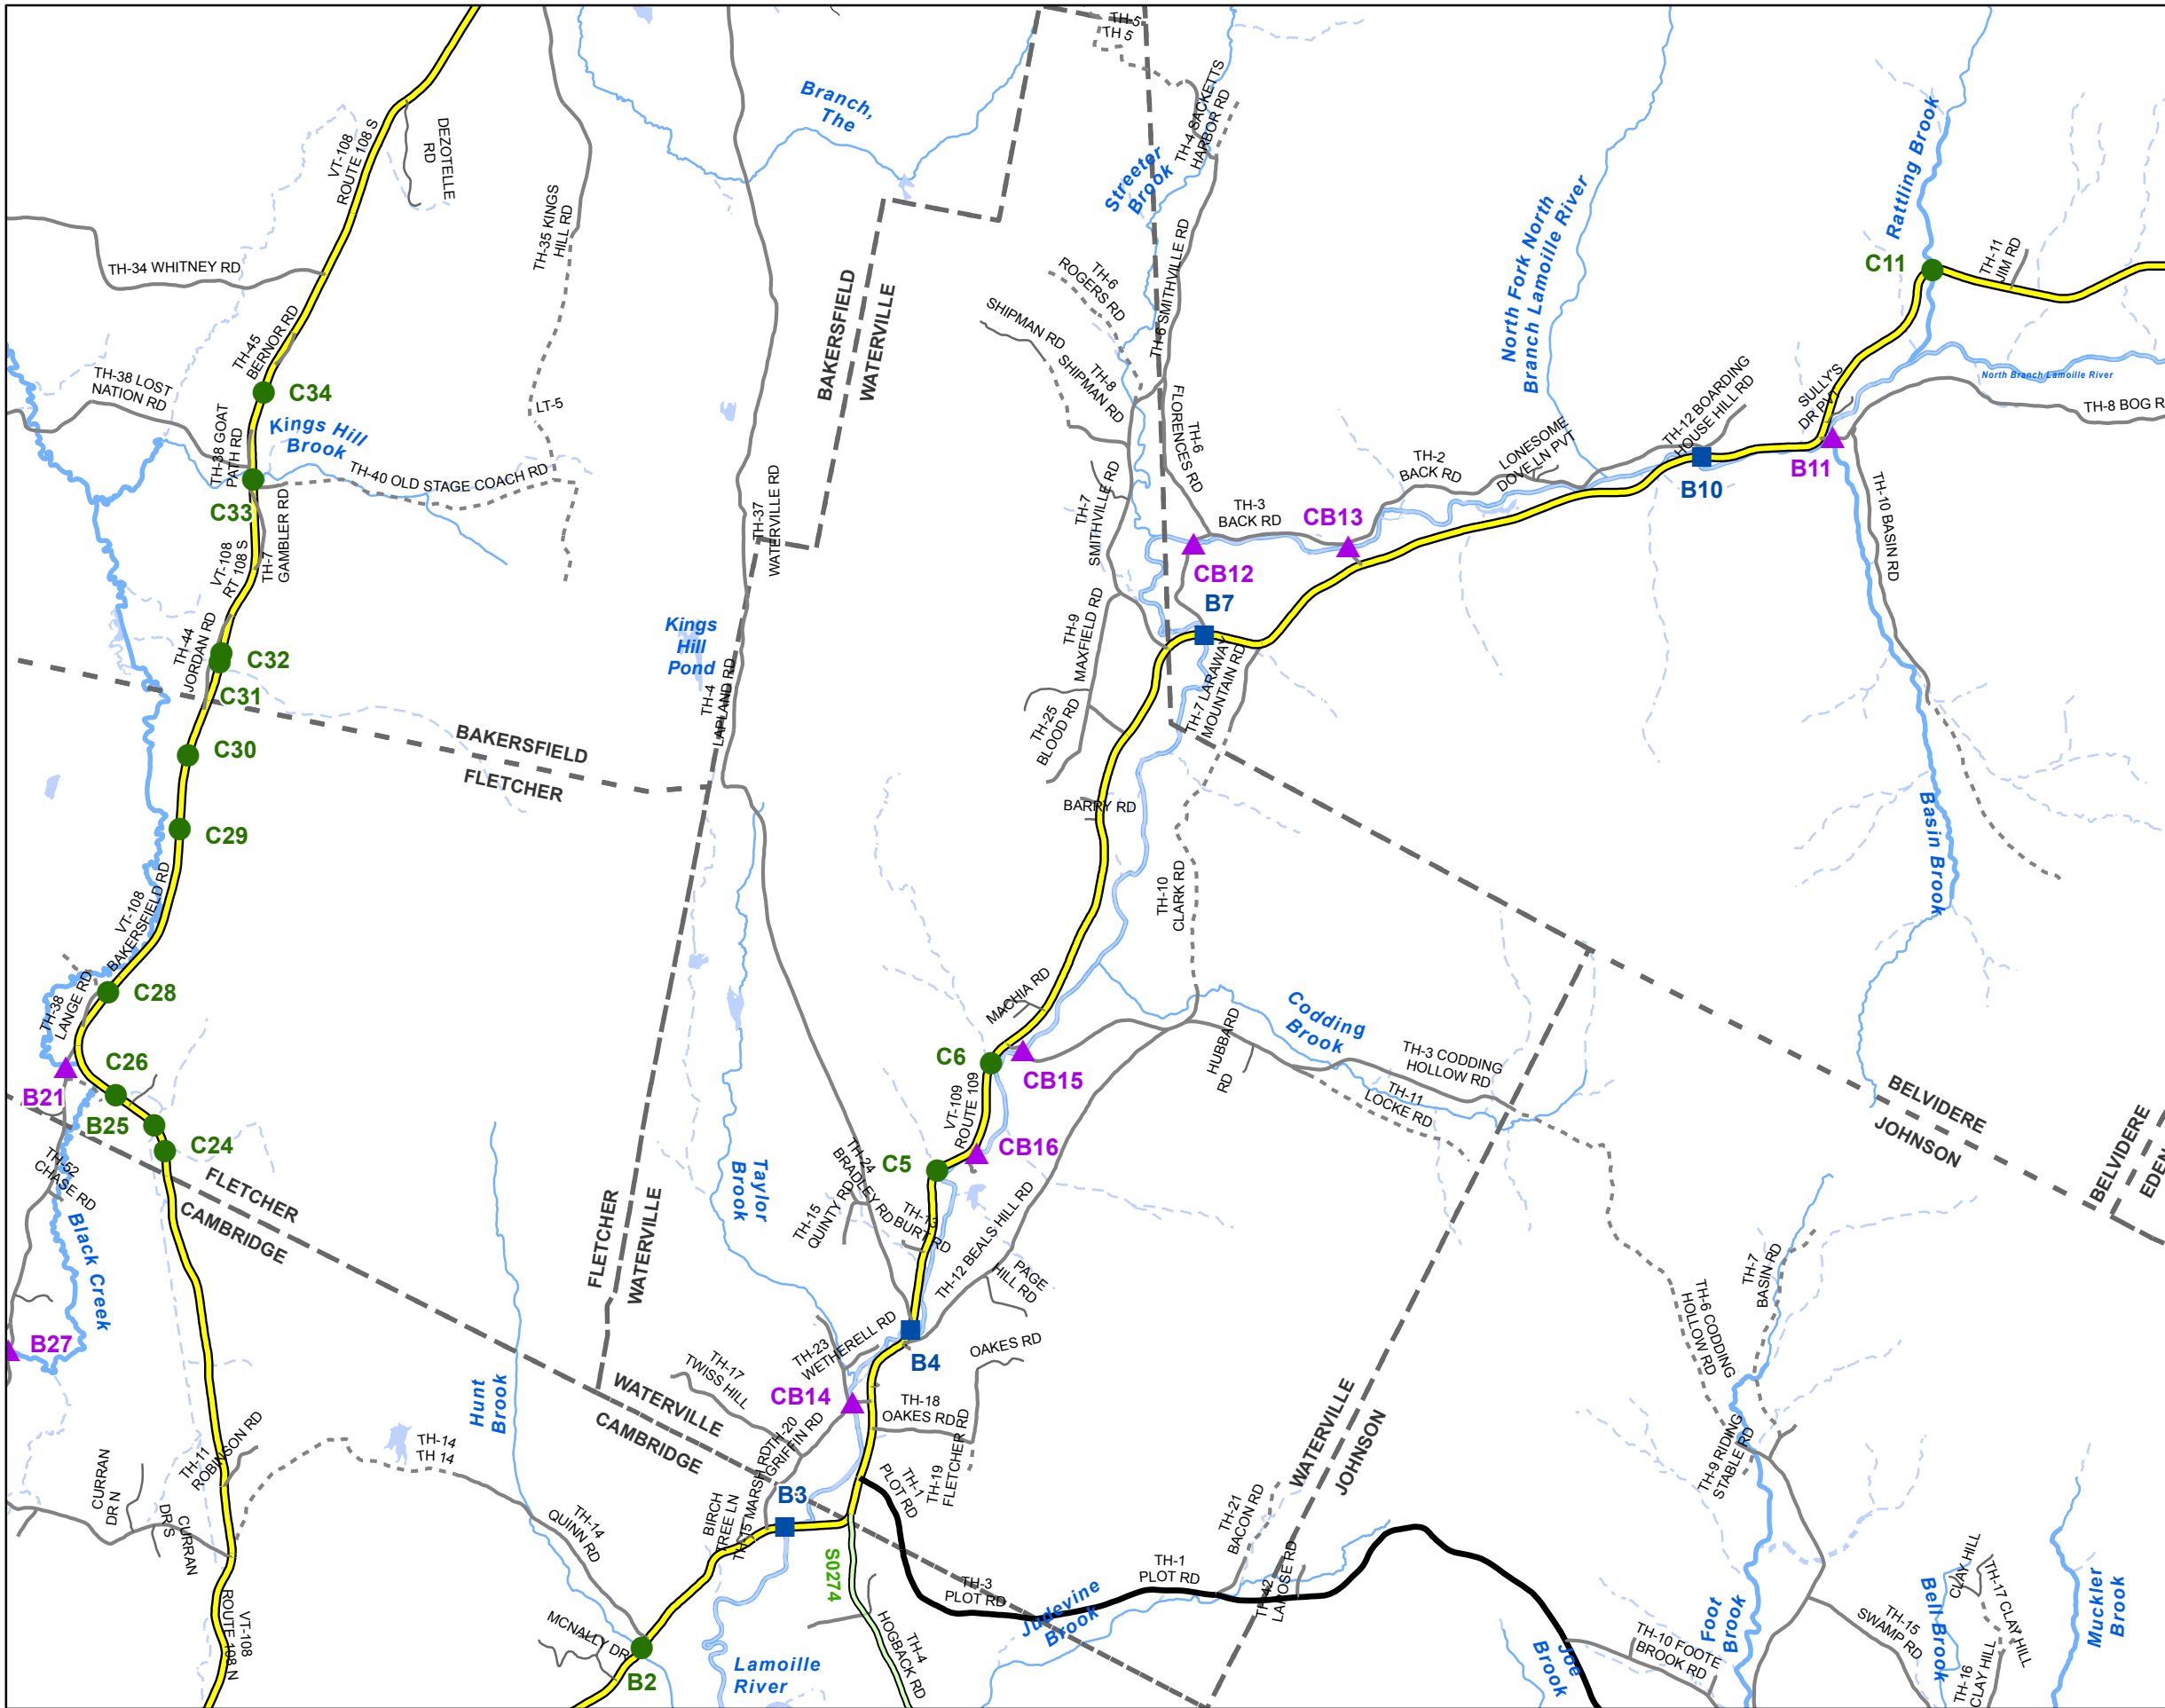 TH-5
TH 5
Branch,
The
DEZOTELLE
RD
VT-108
ROUTE 108 S
TH-4 SACKETTS
HARBOR RD
Streeter
Brook
Rattling Brook
North Fork North
Branch Lamoille River
TH-35 KINGS
HILL RD
TH-34 WHITNEY RD
BAKERSFIELD
WATERVILLE
TH-6
ROGERS RD
TH-6 SMITHVILLE RD
C11
TH-11
JIM RD
SHIPMAN RD
TH-8
SHIPMAN RD
TH-45
BERNOR RD
C34
TH-38 LOST
NATION RD
LT-5
TH-38 GOAT
PATH RD
Kings Hill
Brook
TH-40 OLD STAGE COACH RD
TH-6
FLORENCES RD
SULLY'S
DR PVT
North Branch Lamoille River
TH-8 BOG R
TH-12 BOARDING
HOUSE HILL RD
LONESOME
DOVE LN PVT
TH-2
BACK RD
B10
B11
TH-10 BASIN RD
C33
TH-7
GAMBLER RD
VT-108
RT 108 S
TH-37
WATERVILLE RD
TH-7
SMITHVILLE RD
TH-3
BACK RD
CB13
CB12
B7
TH-44
JORDAN RD
C32
C31
Kings
Hill
Pond
TH-4
LAPLAND RD
TH-9
MAXFIELD RD
TH-7 LARAWAY
MOUNTAIN RD
TH-25
BLOOD RD
C30
BAKERSFIELD
FLETCHER
C29
BARRY RD
Basin Brook
TH-10
CLARK RD
VT-108
BAKERSFIELD RD
TH-38
LANGE RD
C28
MACHIA RD
Codding
Brook
HUBBARD
RD
TH-3 CODDING
HOLLOW RD
TH-11
LOCKE RD
C26
B21
B25
C24
C6
CB15
VT-109
ROUTE 109
CB16
C5
BELVIDERE
JOHNSON
BELVIDERE
EDEN
TH-52
CHASE RD
FLETCHER
CAMBRIDGE
FLETCHER
WATERVILLE
Taylor
Brook
TH-24
BRADLEY RD
TH-15
QUINTY RD
TH-13
BURT RD
TH-12 BEALS HILL RD
PAGE
HILL RD
Black Creek
B27
TH-7
BASIN RD
TH-6 CODDING
HOLLOW RD
OAKES RD
TH-23
WETHERELL RD
B4
TH-17
TWISS HILL
CB14
TH-18
OAKES RD
WATERVILLE
CAMBRIDGE
Hunt
Brook
TH-20
GRIFFIN RD
TH-15 MARSH RD
BIRCH
TREE LN
B3
TH-1
PLOT RD
TH-19
FLETCHER RD
WATERVILLE
JOHNSON
TH-9 RIDING
STABLE RD
TH-11
ROBINSON RD
TH-14
TH 14
CURRAN
DR N
CURRAN
DR S
TH-14
QUINN RD
S0274
TH-21
BACON RD
TH-1
PLOT RD
TH-3
PLOT RD
TH-42
LAROSE RD
Judevine
Brook
VT-108
ROUTE 108 N
MCNALLY DR
B2
Lamoille
River
TH-4
HOGBACK RD
Joe
Brook
TH-10 FOOTE
BROOK RD
Foot
Brook
TH-15
SWAMP RD
Bell Brook
CLAY HILL
TH-17 CLAY HILL
TH-16
CLAY HILL
Muckler
Brook